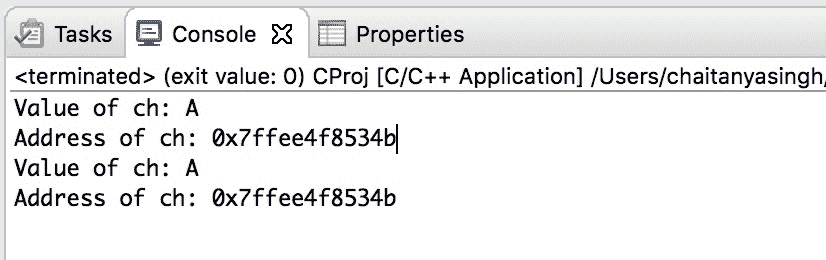 Tasks Console Properties
<terminated> (exit value: 0) CProj [C/C++ Application] /Users/chaitanyasingh,
Value of ch: A
Address of ch: 0x7ffee4f8534b
Value of ch: A
Address of ch: 0x7ffee4f8534b